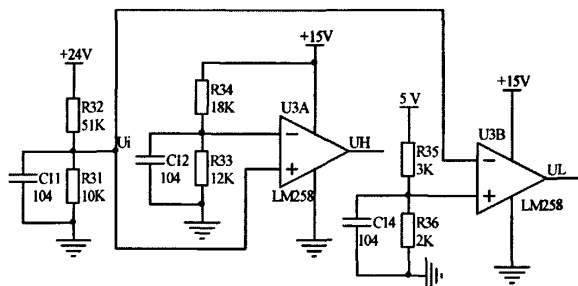 +24V
R32
51K
Ui
C11
104
R31
10K
+15V
R34
18K
C12
104
R33
12K
U3A
UH
LM258
5 V
R35
3K
C14
104
R36
2K
+15V
U3B
UL
LM258